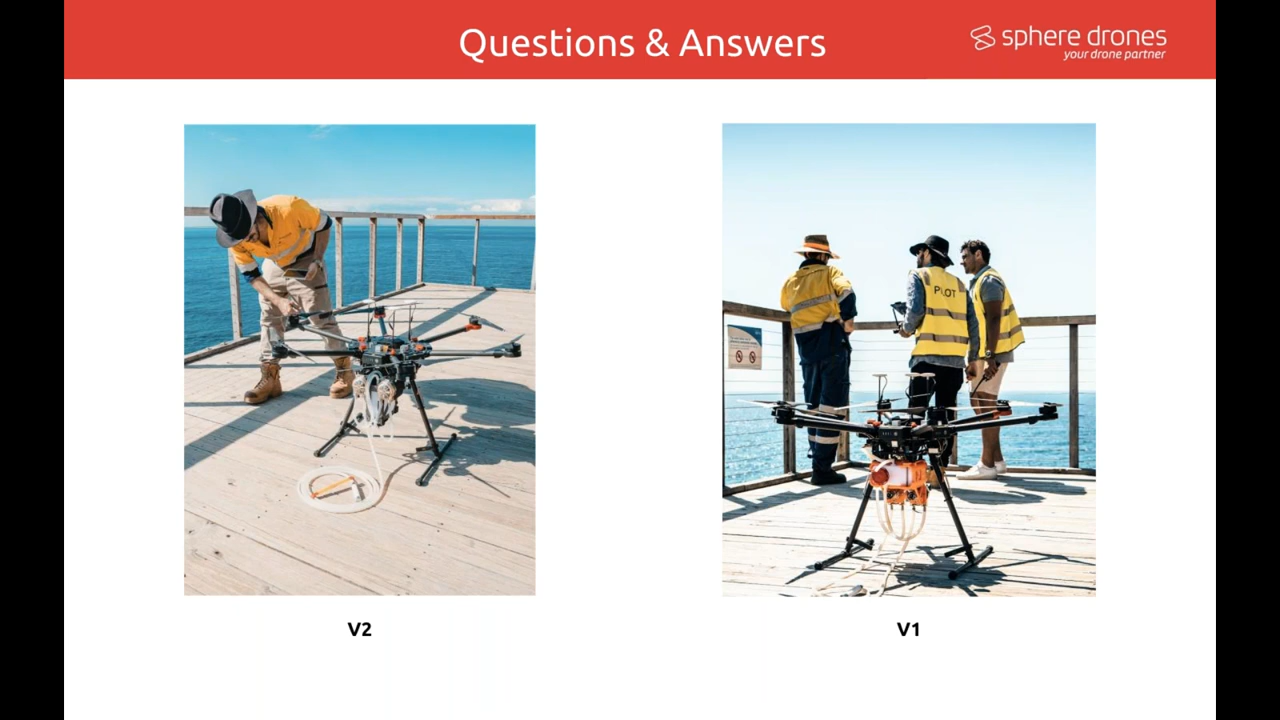 Questions & Answers
sphere drones
your drone partner
PILOT
V2
V1